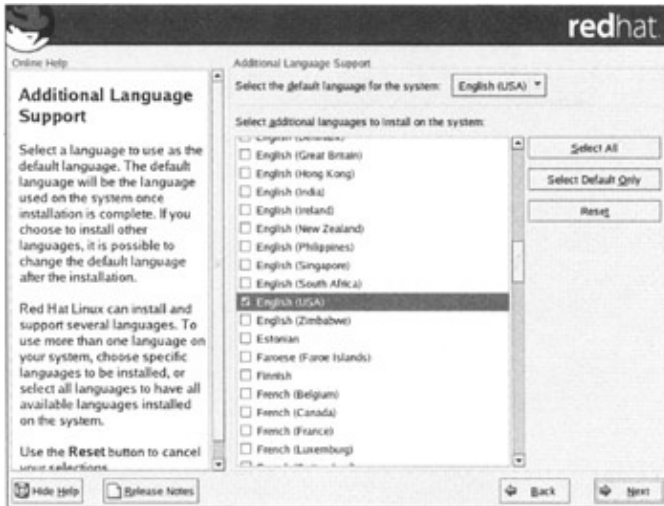 redhat.
Online Help
Additional Language
Support
Select a language to use as the
default language. The default
language will be the language
used on the system once
installation is complete. If you
choose to install other
languages, it is possible to
change the default language
after the installation.
Red Hat Linux can install and
support several languages. To
use more than one language on
your system, choose specific
languages to be installed, or
select all languages to have all
available languages installed
on the system.
Use the Reset button to cancel
your selections
Additional Language Support
Select the default language for the system: English (USA)
Select additional languages to install on the system:
English (Great Britain)
English (Hong Kong)
English (India)
English (Ireland)
English (New Zealand)
English (Philippines)
English (Singapore)
English (South Africa)
English (USA)
English (Zimbabwe)
Estonian
Faroese (Faroe Islands)
Finnish
French (Belgium)
French (Canada)
French (France)
French (Luxemburg)
Select All
Select Default Only
Reset
Hide Help
Release Notes
Back
Next